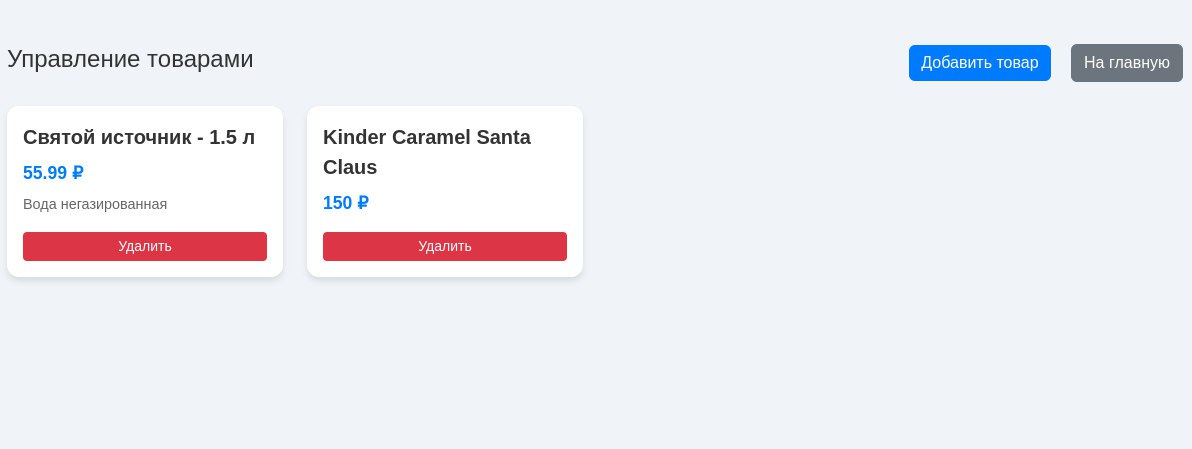 Управление товарами
Добавить товар
На главную
Святой источник - 1.5 л
55.99 ₽
Вода негазированная
Удалить
Kinder Caramel Santa
Claus
150 ₽
Удалить